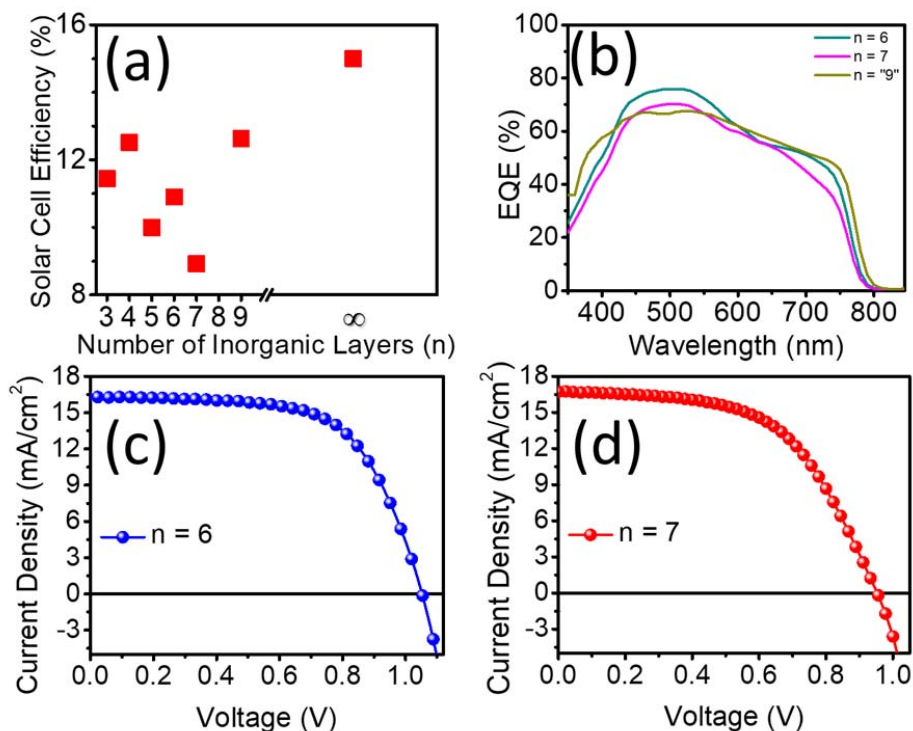 (a)
Solar Cell Efficiency (%)
16
12
8
3 4 5 6 7 8 9 ∞
Number of Inorganic Layers (n)
(b)
EQE (%)
100
80
60
40
20
0
n = 6
n = 7
n = "9"
400 500 600 700 800
Wavelength (nm)
(c)
Current Density (mA/cm²)
18
15
12
9
6
3
0
-3
n = 6
0.0 0.2 0.4 0.6 0.8 1.0
Voltage (V)
(d)
Current Density (mA/cm²)
18
15
12
9
6
3
0
-3
n = 7
0.0 0.2 0.4 0.6 0.8 1.0
Voltage (V)